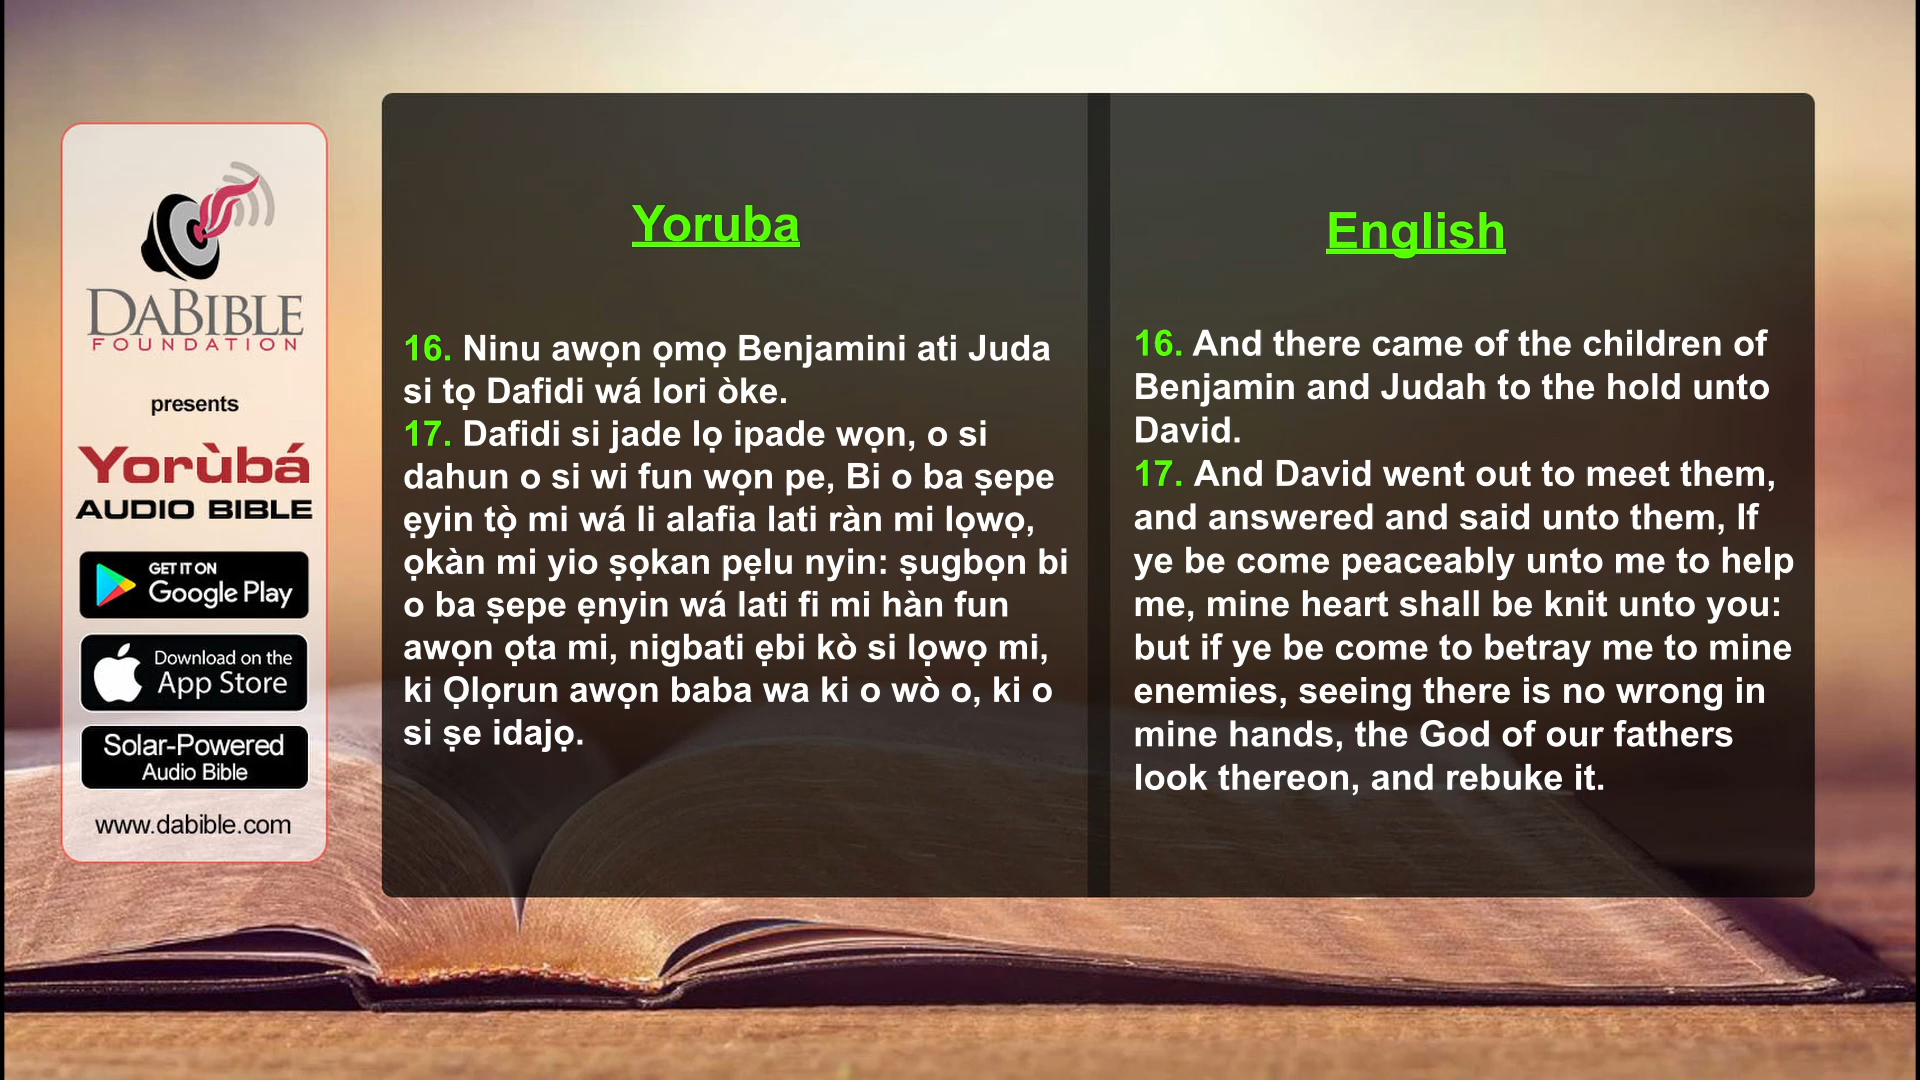 DABIBLE
FOUNDATION
presents
Yorùbá
AUDIO BIBLE
GET IT ON
Google Play
Download on the
App Store
Solar-Powered
Audio Bible
www.dabible.com
Yoruba
16. Ninu awọn ọmọ Benjamini ati Juda
si tọ Dafidi wá lori òke.
17. Dafidi si jade lọ ipade wọn, o si
dahun o si wi fun wọn pe, Bi o ba ṣepe
ẹyin tọ̀ mi wá li alafia lati ràn mi lọwọ,
ọkàn mi yio ṣọkan pẹlu nyin: ṣugbọn bi
o ba ṣepe ẹnyin wá lati fi mi hàn fun
awọn ọta mi, nigbati ẹbi kò si lọwọ mi,
ki Ọlọrun awọn baba wa ki o wò o, ki o
si ṣe idajọ.
English
16. And there came of the children of
Benjamin and Judah to the hold unto
David.
17. And David went out to meet them,
and answered and said unto them, If
ye be come peaceably unto me to help
me, mine heart shall be knit unto you:
but if ye be come to betray me to mine
enemies, seeing there is no wrong in
mine hands, the God of our fathers
look thereon, and rebuke it.